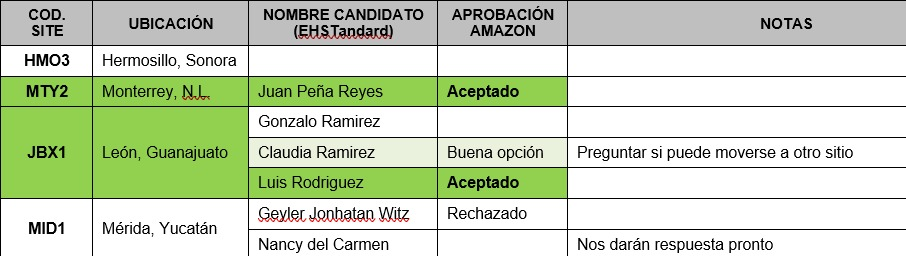 COD. SITE UBICACIÓN NOMBRE CANDIDATO (EHSTandard) APROBACIÓN AMAZON NOTAS
HMO3 Hermosillo, Sonora
MTY2 Monterrey, N.L. Juan Peña Reyes Aceptado
JBX1 León, Guanajuato
Gonzalo Ramirez
Claudia Ramirez Buena opción Preguntar si puede moverse a otro sitio
Luis Rodriguez Aceptado
MID1 Mérida, Yucatán
Geyler Jonhatan Witz Rechazado
Nancy del Carmen Nos darán respuesta pronto